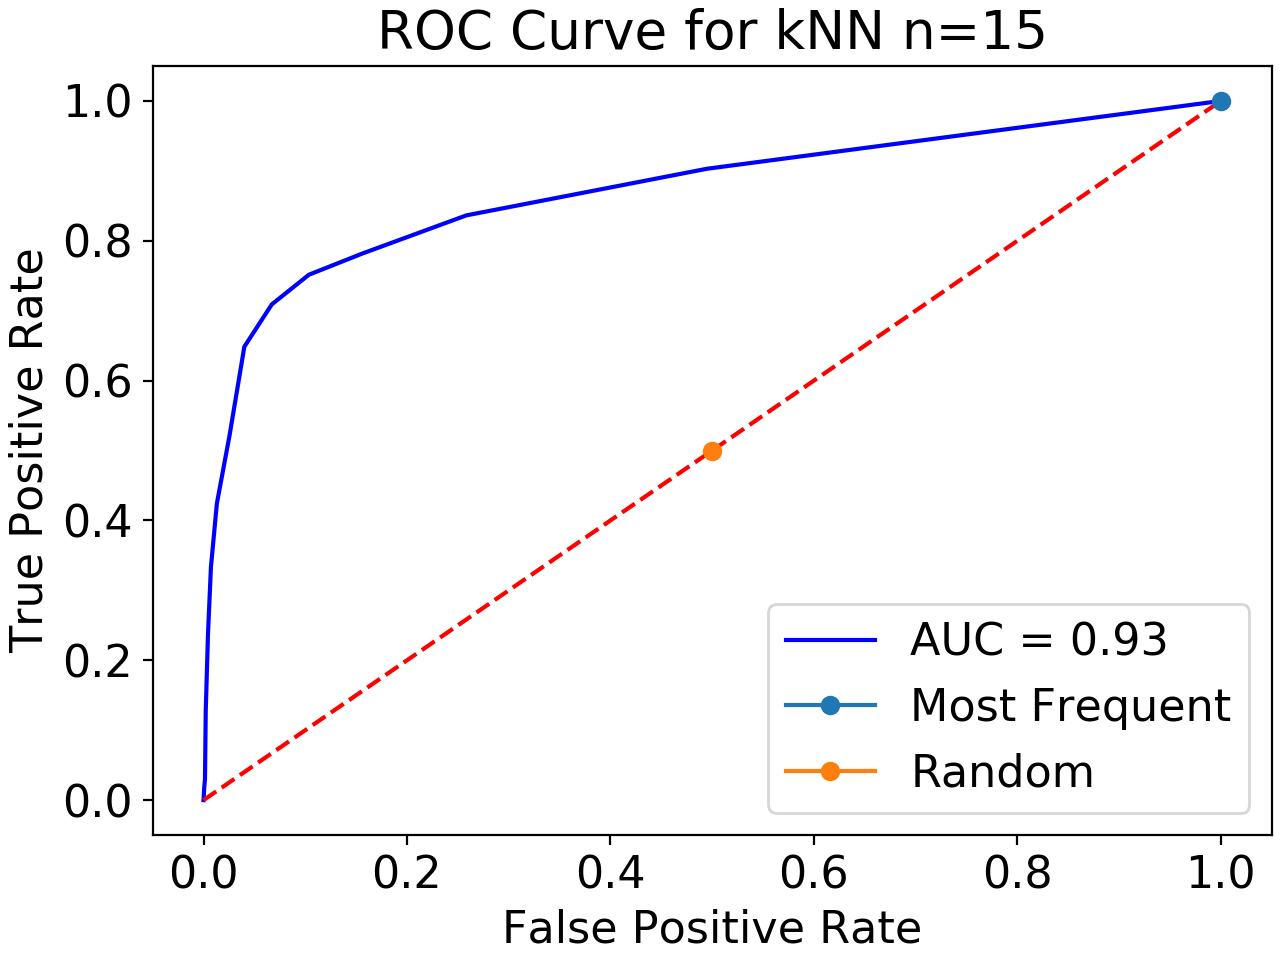 ROC Curve for kNN n=15
True Positive Rate
1.0
0.8
0.6
0.4
0.2
0.0
AUC = 0.93
Most Frequent
Random
0.0 0.2 0.4 0.6 0.8 1.0
False Positive Rate